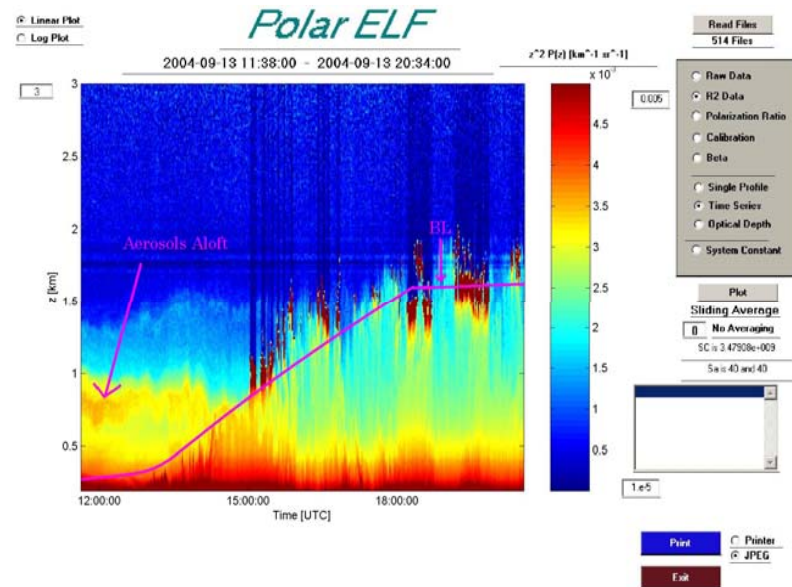 Linear Plot
Log Plot
Polar ELF
2004-09-13 11:38:00 - 2004-09-13 20:34:00
z^2 P(z) [km^-1 sr^-1]
x 10^-3
3
3
2.5
2
1.5
1
0.5
z [km]
Aerosols Aloft
BL
12:00:00
15:00:00
18:00:00
Time [UTC]
4.5
4
3.5
3
2.5
2
1.5
1
0.5
0.005
1.e-5
Read Files
514 Files
Raw Data
R2 Data
Polarization Ratio
Calibration
Beta
Single Profile
Time Series
Optical Depth
System Constant
Plot
Sliding Average
0 No Averaging
SC is 3.47908e+009
Sa is 40 and 40
Print
Printer
JPEG
Exit